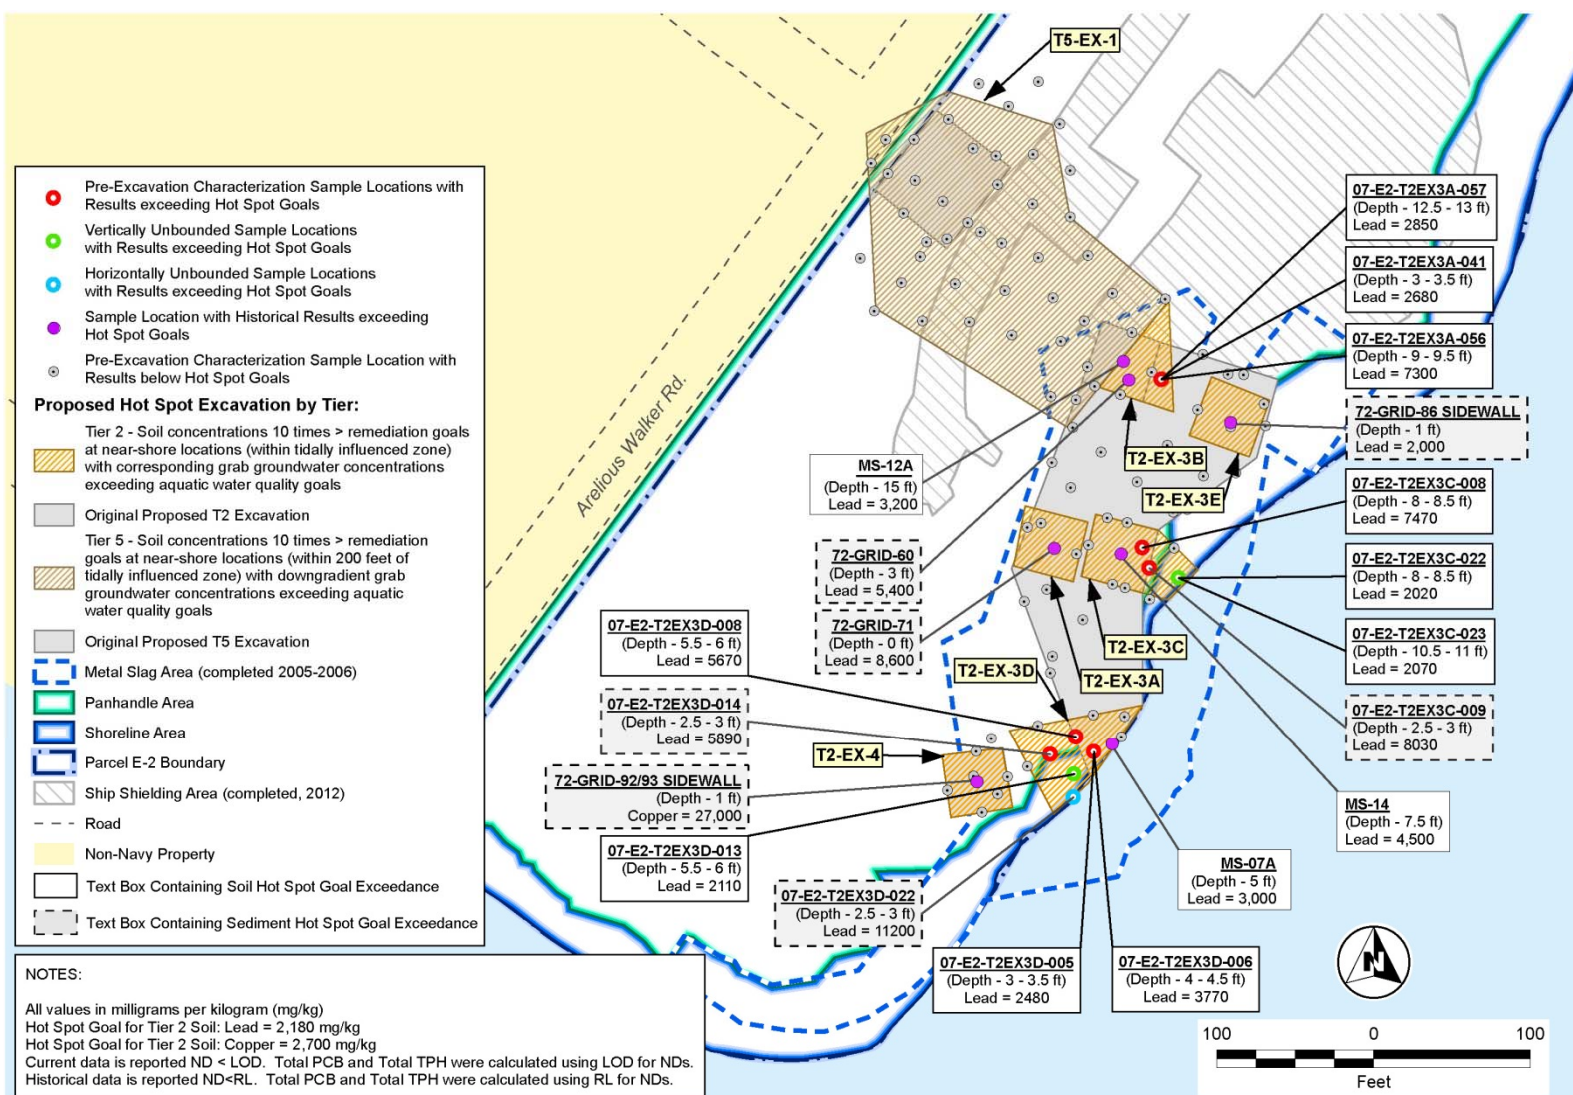 T5-EX-1
Pre-Excavation Characterization Sample Locations with
Results exceeding Hot Spot Goals
Vertically Unbounded Sample Locations
with Results exceeding Hot Spot Goals
Horizontally Unbounded Sample Locations
with Results exceeding Hot Spot Goals
Sample Location with Historical Results exceeding
Hot Spot Goals
Pre-Excavation Characterization Sample Location with
Results below Hot Spot Goals
Proposed Hot Spot Excavation by Tier:
Tier 2 - Soil concentrations 10 times > remediation goals
at near-shore locations (within tidally influenced zone)
with corresponding grab groundwater concentrations
exceeding aquatic water quality goals
Original Proposed T2 Excavation
Tier 5 - Soil concentrations 10 times > remediation
goals at near-shore locations (within 200 feet of
tidally influenced zone) with downgradient grab
groundwater concentrations exceeding aquatic
water quality goals
Original Proposed T5 Excavation
Metal Slag Area (completed 2005-2006)
Panhandle Area
Shoreline Area
Parcel E-2 Boundary
Ship Shielding Area (completed, 2012)
Road
Non-Navy Property
Text Box Containing Soil Hot Spot Goal Exceedance
Text Box Containing Sediment Hot Spot Goal Exceedance
NOTES:
All values in milligrams per kilogram (mg/kg)
Hot Spot Goal for Tier 2 Soil: Lead = 2,180 mg/kg
Hot Spot Goal for Tier 2 Soil: Copper = 2,700 mg/kg
Current data is reported ND < LOD. Total PCB and Total TPH were calculated using LOD for NDs.
Historical data is reported ND<RL. Total PCB and Total TPH were calculated using RL for NDs.
Arelious Walker Rd.
07-E2-T2EX3A-057
(Depth - 12.5 - 13 ft)
Lead = 2850
07-E2-T2EX3A-041
(Depth - 3 - 3.5 ft)
Lead = 2680
07-E2-T2EX3A-056
(Depth - 9 - 9.5 ft)
Lead = 7300
72-GRID-86 SIDEWALL
(Depth - 1 ft)
Lead = 2,000
T2-EX-3B
T2-EX-3E
MS-12A
(Depth - 15 ft)
Lead = 3,200
07-E2-T2EX3C-008
(Depth - 8 - 8.5 ft)
Lead = 7470
72-GRID-60
(Depth - 3 ft)
Lead = 5,400
07-E2-T2EX3C-022
(Depth - 8 - 8.5 ft)
Lead = 2020
72-GRID-71
(Depth - 0 ft)
Lead = 8,600
07-E2-T2EX3C-023
(Depth - 10.5 - 11 ft)
Lead = 2070
07-E2-T2EX3D-008
(Depth - 5.5 - 6 ft)
Lead = 5670
T2-EX-3C
T2-EX-3D
T2-EX-3A
07-E2-T2EX3C-009
(Depth - 2.5 - 3 ft)
Lead = 8030
07-E2-T2EX3D-014
(Depth - 2.5 - 3 ft)
Lead = 5890
T2-EX-4
72-GRID-92/93 SIDEWALL
(Depth - 1 ft)
Copper = 27,000
MS-14
(Depth - 7.5 ft)
Lead = 4,500
07-E2-T2EX3D-013
(Depth - 5.5 - 6 ft)
Lead = 2110
MS-07A
(Depth - 5 ft)
Lead = 3,000
07-E2-T2EX3D-022
(Depth - 2.5 - 3 ft)
Lead = 11200
07-E2-T2EX3D-005
(Depth - 3 - 3.5 ft)
Lead = 2480
07-E2-T2EX3D-006
(Depth - 4 - 4.5 ft)
Lead = 3770
N
100 0 100
Feet